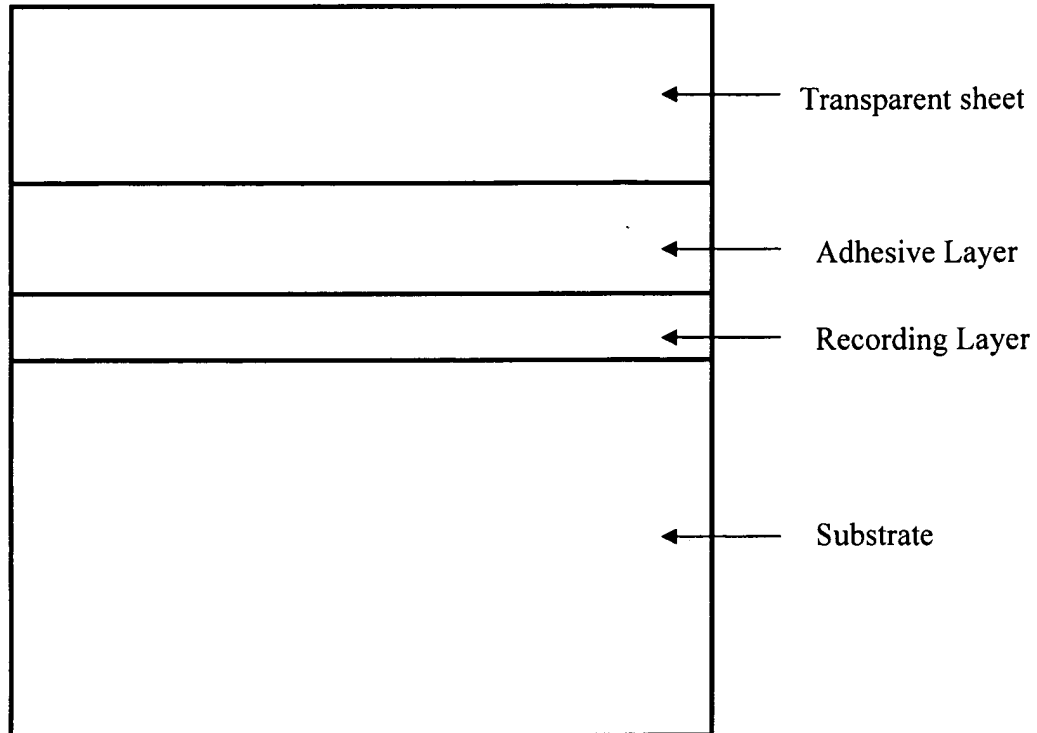 Transparent sheet
Adhesive Layer
Recording Layer
Substrate